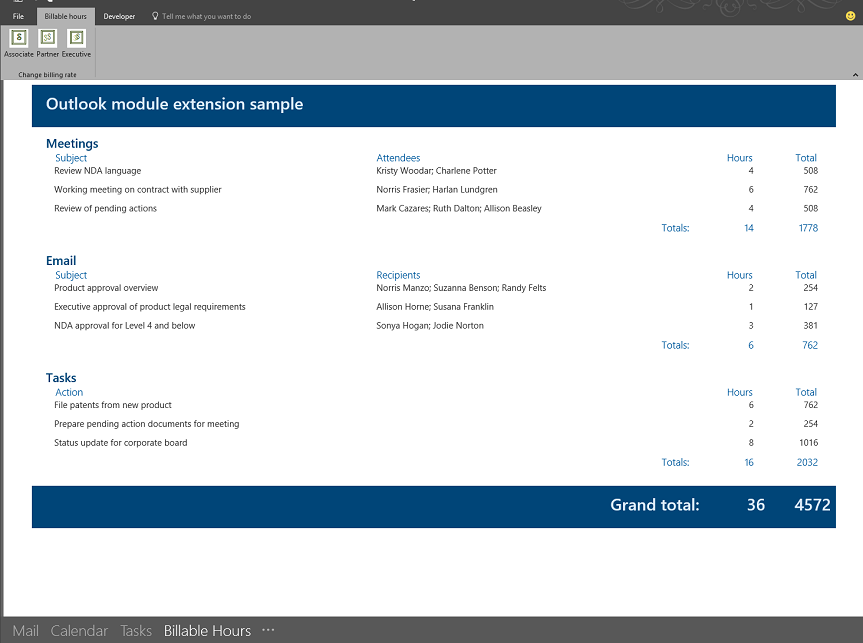 File Billable hours Developer Tell me what you want to do
Associate Partner Executive
Change billing rate
Outlook module extension sample
Meetings
Subject Attendees Hours Total
Review NDA language Kristy Woodar; Charlene Potter 4 508
Working meeting on contract with supplier Norris Frasier; Harlan Lundgren 6 762
Review of pending actions Mark Cazares; Ruth Dalton; Allison Beasley 4 508
Totals: 14 1778
Email
Subject Recipients Hours Total
Product approval overview Norris Manzo; Suzanna Benson; Randy Felts 2 254
Executive approval of product legal requirements Allison Horne; Susana Franklin 1 127
NDA approval for Level 4 and below Sonya Hogan; Jodie Norton 3 381
Totals: 6 762
Tasks
Action Hours Total
File patents from new product 6 762
Prepare pending action documents for meeting 2 254
Status update for corporate board 8 1016
Totals: 16 2032
Grand total: 36 4572
Mail Calendar Tasks Billable Hours ···